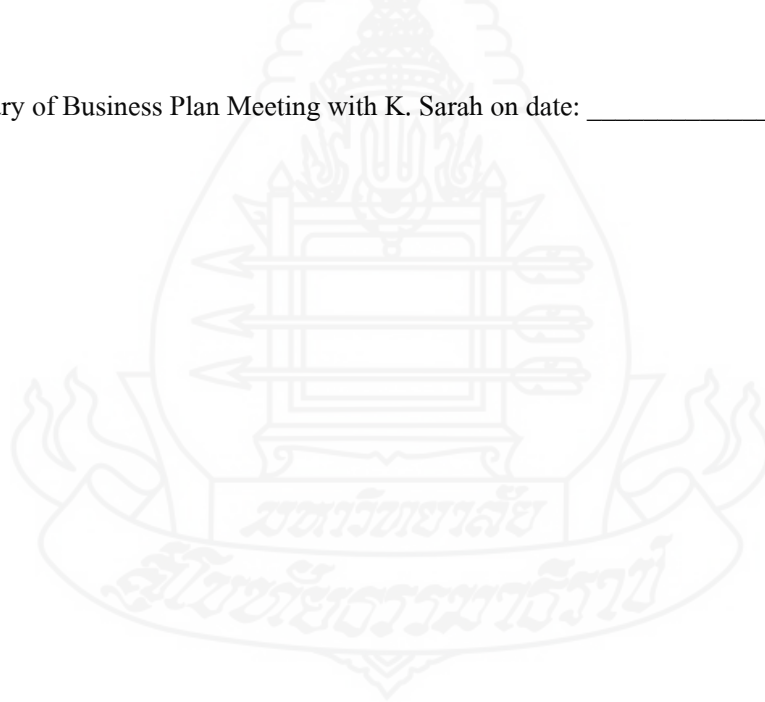 ry of Business Plan Meeting with K. Sarah on date: ______________
มหาวิทยาลัย
สุโขทัยธรรมาธิราช